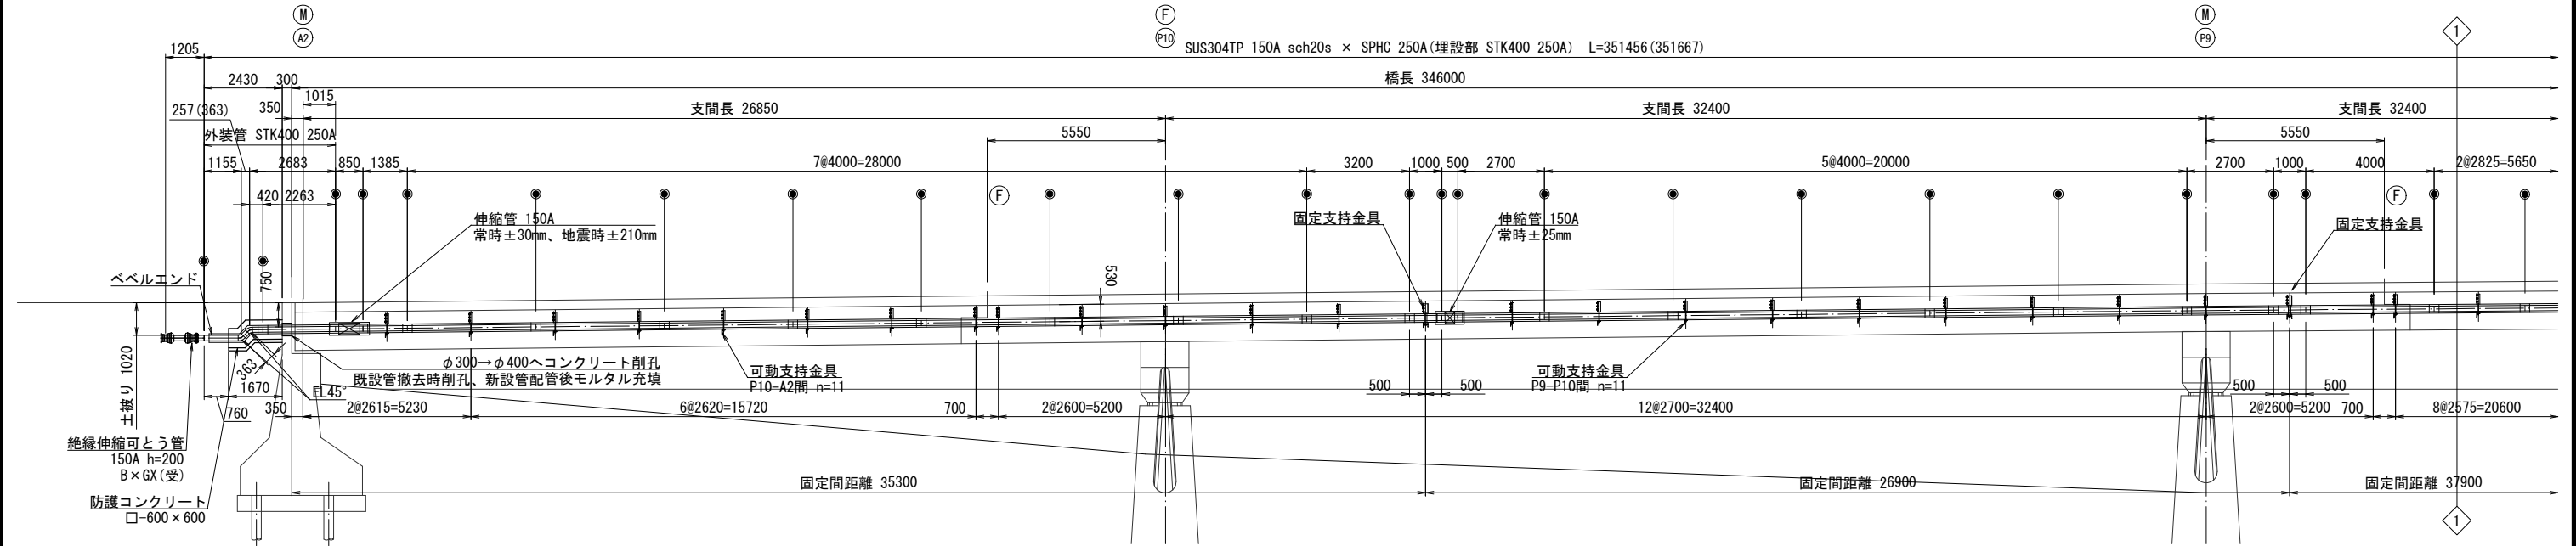 M
A2
F
P10
M
P9
1
SUS304TP 150A sch20s × SPHC 250A(埋設部 STK400 250A) L=351456(351667)
1205
2430
300
橋長 346000
1015
257(363)
350
支間長 26850
支間長 32400
支間長 32400
外装管 STK400 250A
5550
5550
1155
2683
850
1385
7@4000=28000
3200
1000
500
2700
5@4000=20000
2700
1000
4000
2@2825=5650
420
2263
F
F
伸縮管 150A
常時±30mm、地震時±210mm
固定支持金具
伸縮管 150A
常時±25mm
固定支持金具
ベベルエンド
750
530
土被り 1020
363
1670
760
EL45°
φ300→φ400へコンクリート削孔
既設管撤去時削孔、新設管配管後モルタル充填
可動支持金具
P10-A2間 n=11
可動支持金具
P9-P10間 n=11
500
500
500
500
350
2@2615=5230
6@2620=15720
700
2@2600=5200
12@2700=32400
2@2600=5200
700
8@2575=20600
絶縁伸縮可とう管
150A h=200
B×GX(受)
防護コンクリート
□-600×600
固定間距離 35300
固定間距離 26900
固定間距離 37900
1